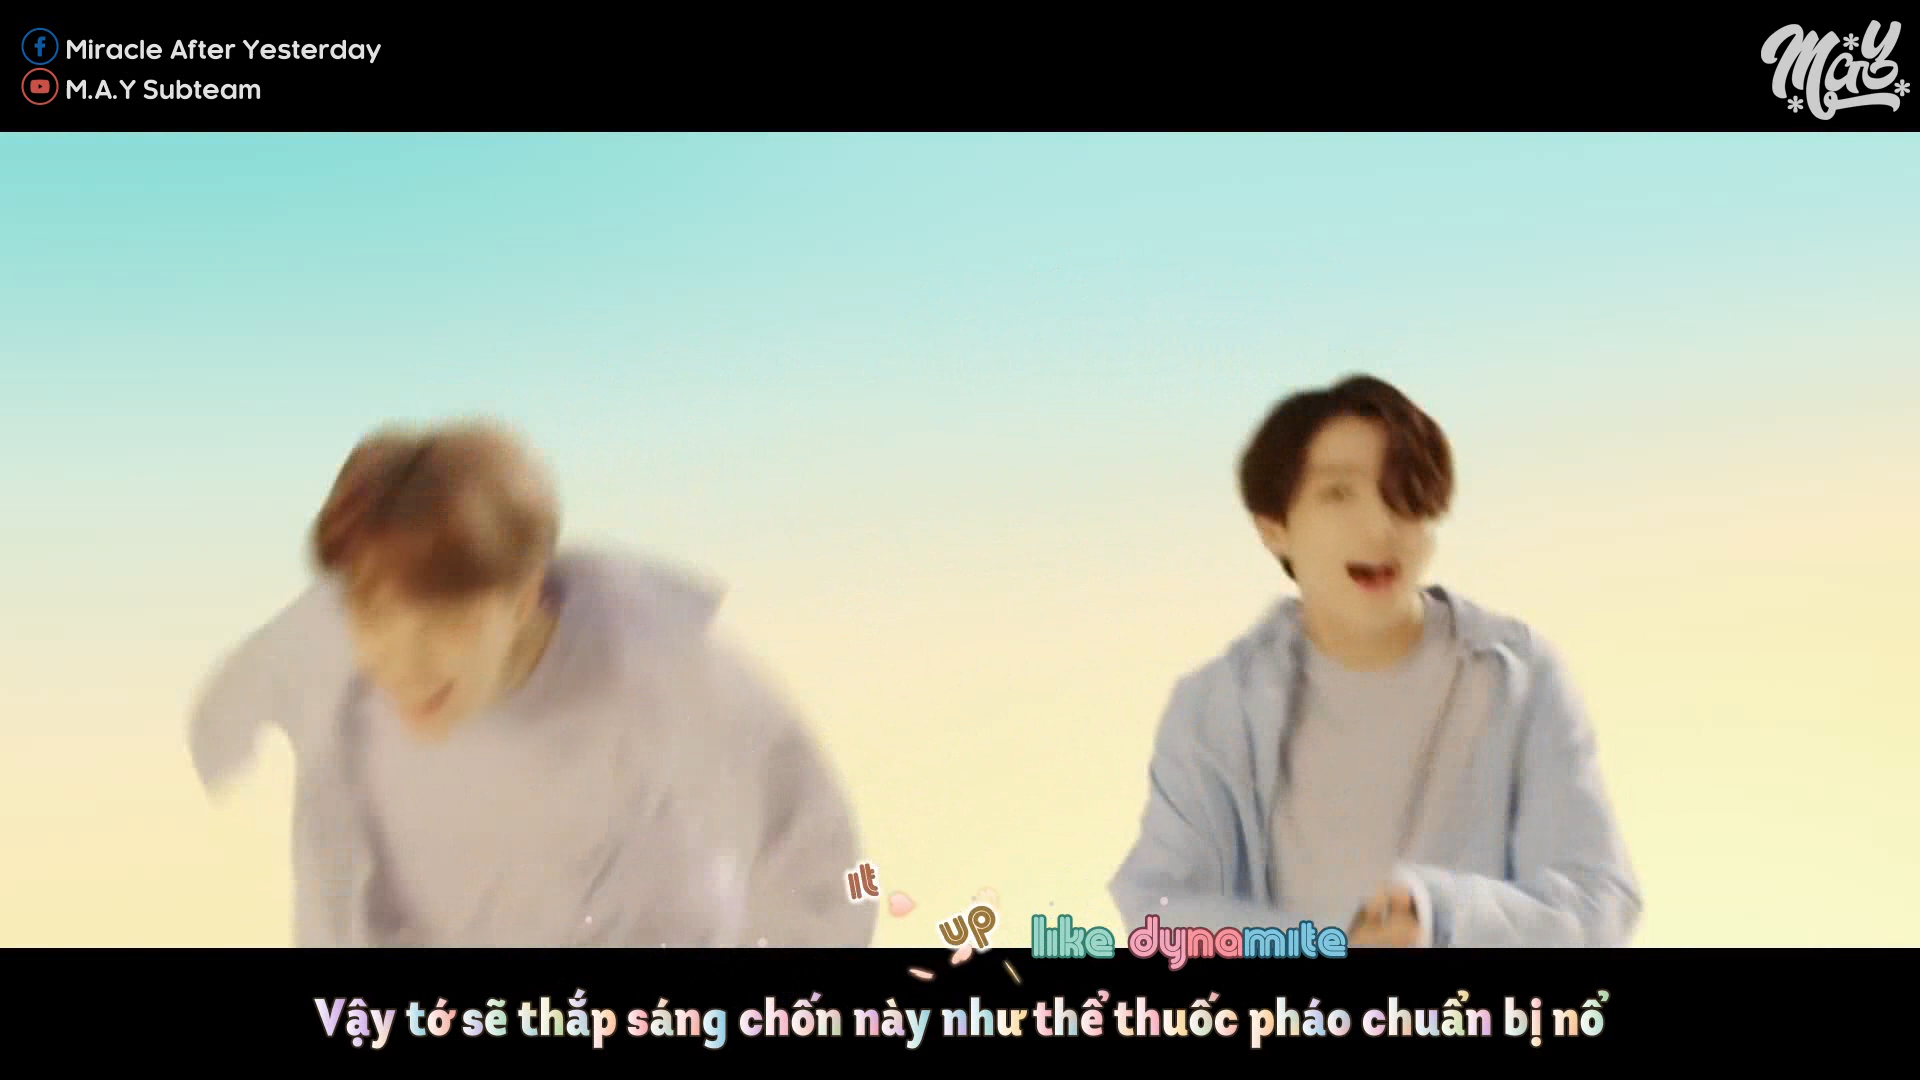 Miracle After Yesterday
M.A.Y Subteam
May
It up like dynamite
Vậy tớ sẽ thắp sáng chốn này như thể thuốc pháo chuẩn bị nổ